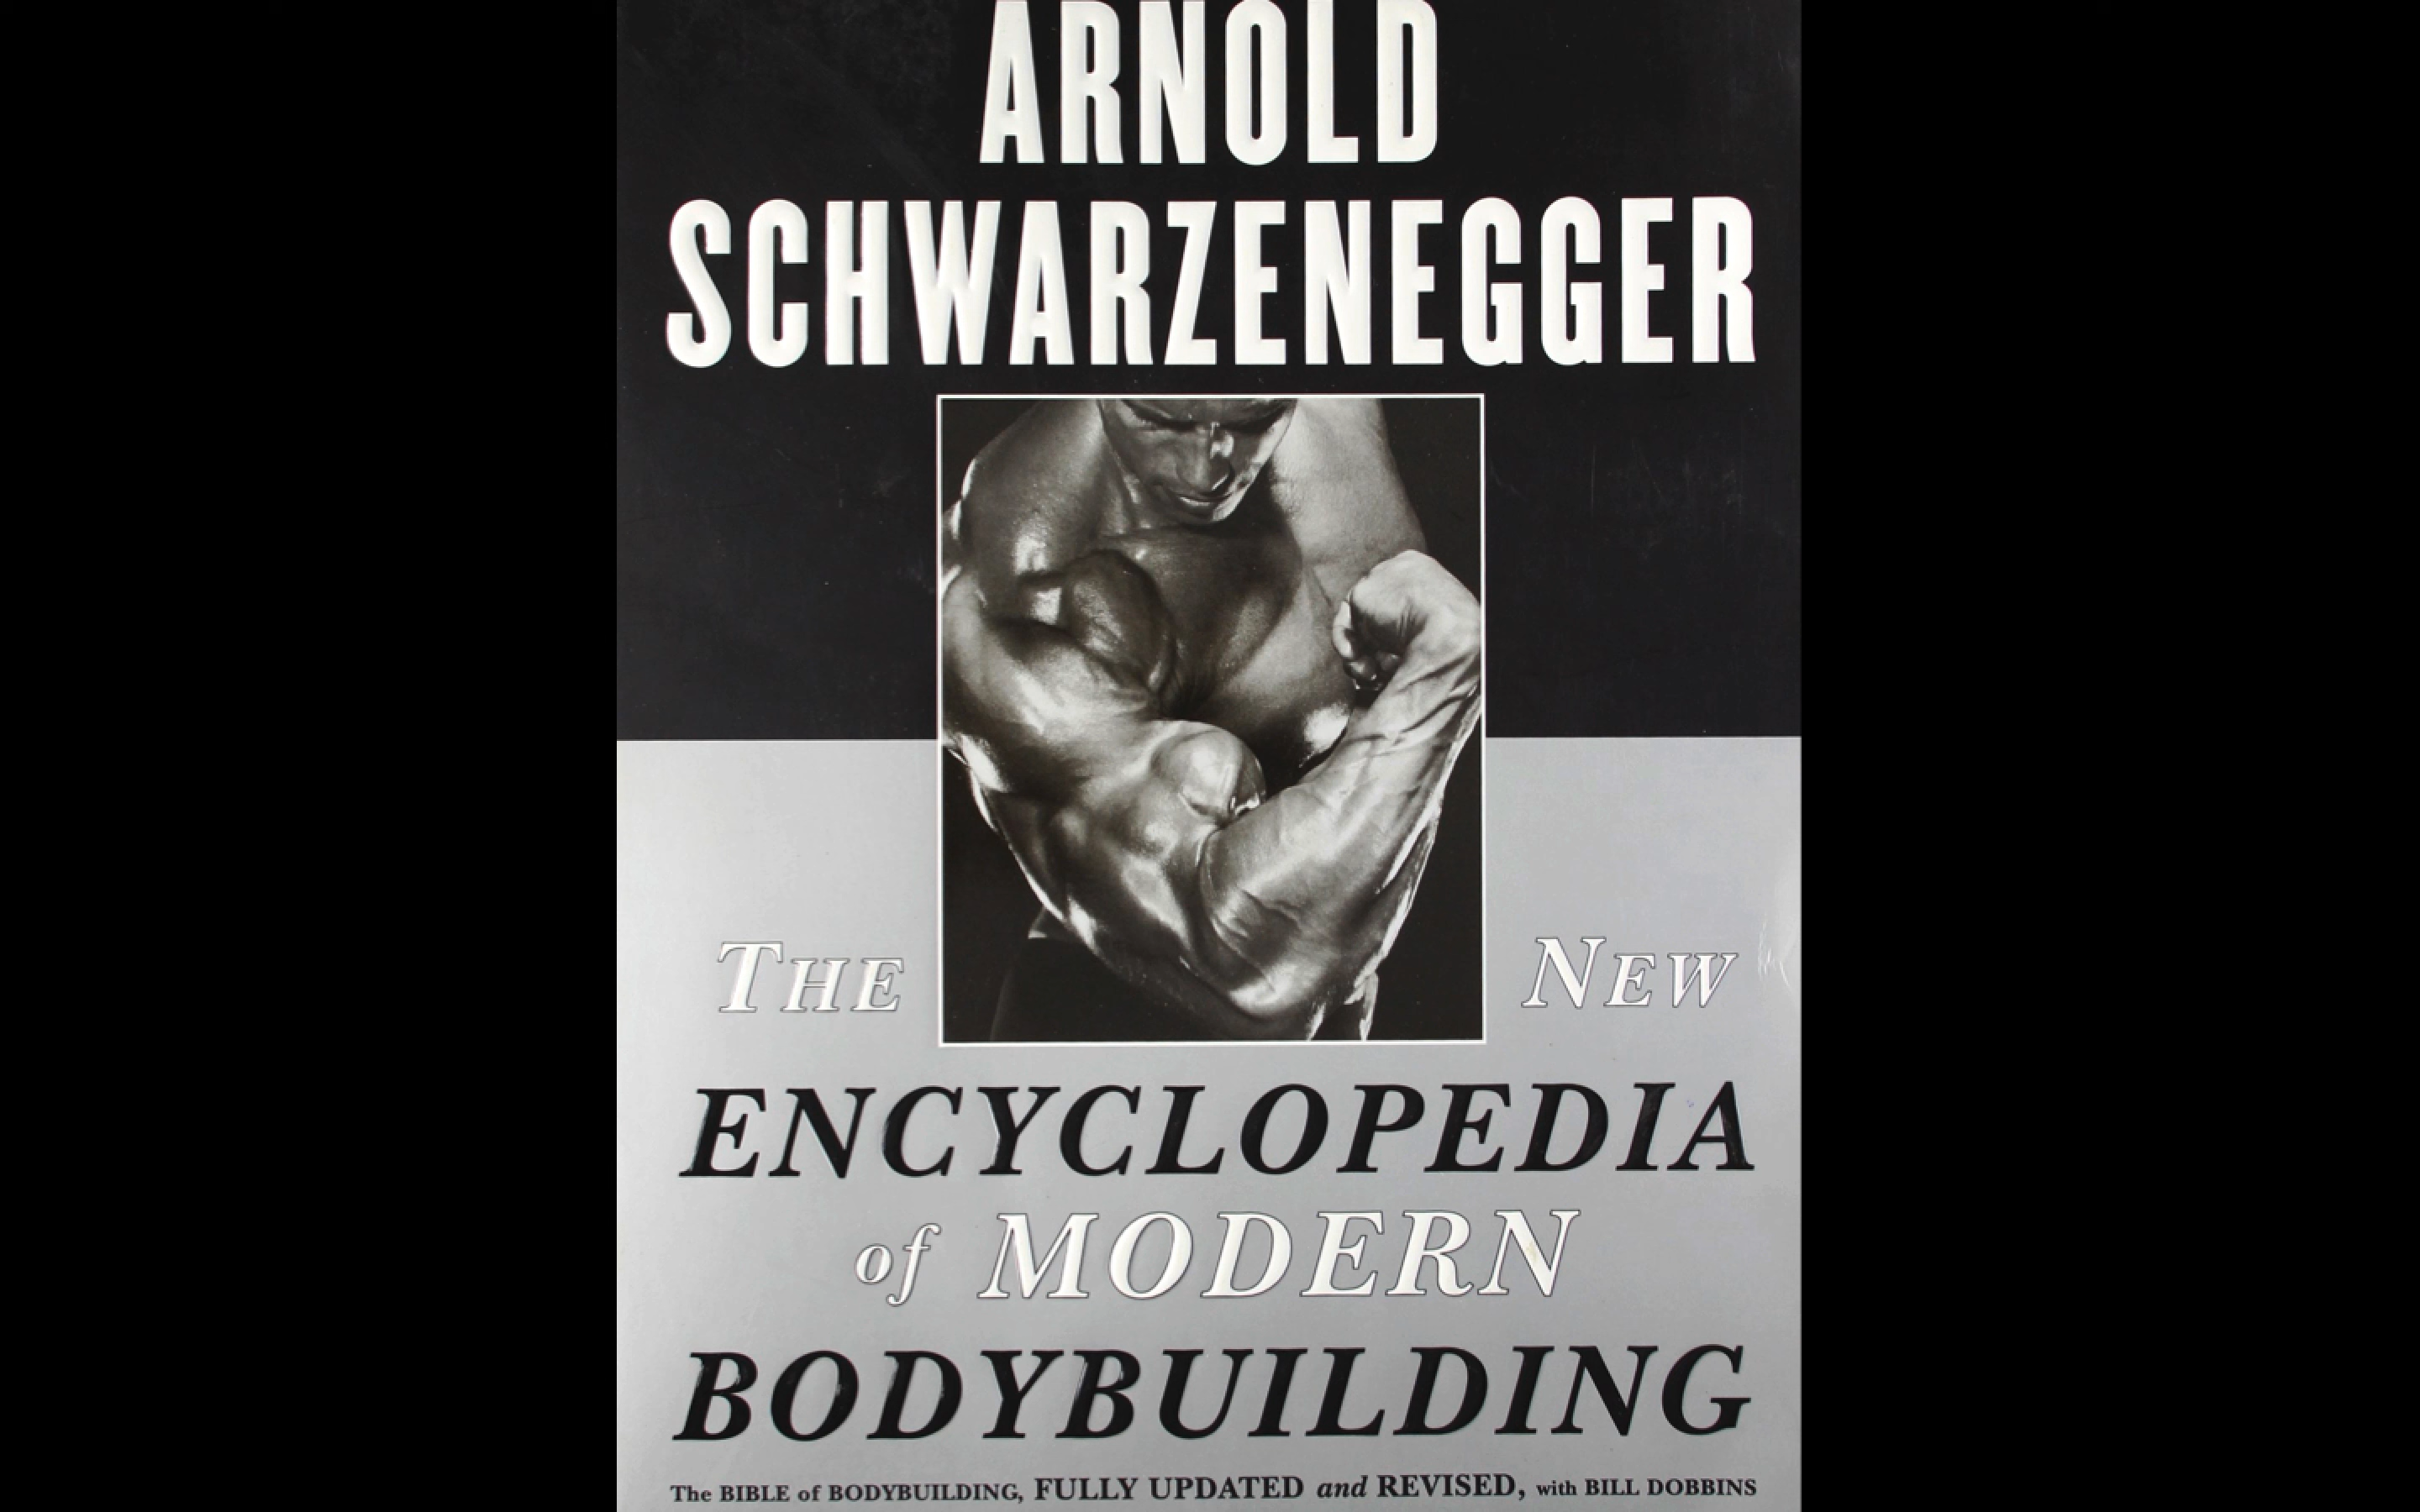 ARNOLD
SCHWARZENEGGER
THE NEW
ENCYCLOPEDIA
of MODERN
BODYBUILDING
The BIBLE of BODYBUILDING, FULLY UPDATED and REVISED, with BILL DOBBINS